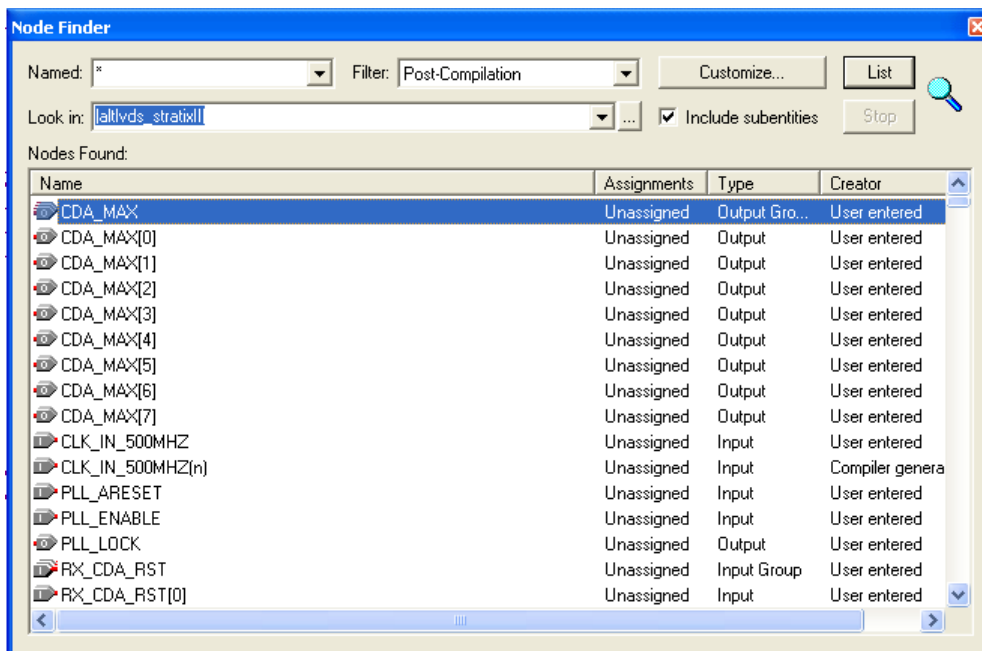 Node Finder
Named: * Filter: Post-Compilation Customize... List
Look in: |altlvds_stratixII| ... Include subentities Stop
Nodes Found:
Name Assignments Type Creator
CDA_MAX Unassigned Output Gro... User entered
CDA_MAX[0] Unassigned Output User entered
CDA_MAX[1] Unassigned Output User entered
CDA_MAX[2] Unassigned Output User entered
CDA_MAX[3] Unassigned Output User entered
CDA_MAX[4] Unassigned Output User entered
CDA_MAX[5] Unassigned Output User entered
CDA_MAX[6] Unassigned Output User entered
CDA_MAX[7] Unassigned Output User entered
CLK_IN_500MHZ Unassigned Input User entered
CLK_IN_500MHZ(n) Unassigned Input Compiler genera
PLL_ARESET Unassigned Input User entered
PLL_ENABLE Unassigned Input User entered
PLL_LOCK Unassigned Output User entered
RX_CDA_RST Unassigned Input Group User entered
RX_CDA_RST[0] Unassigned Input User entered